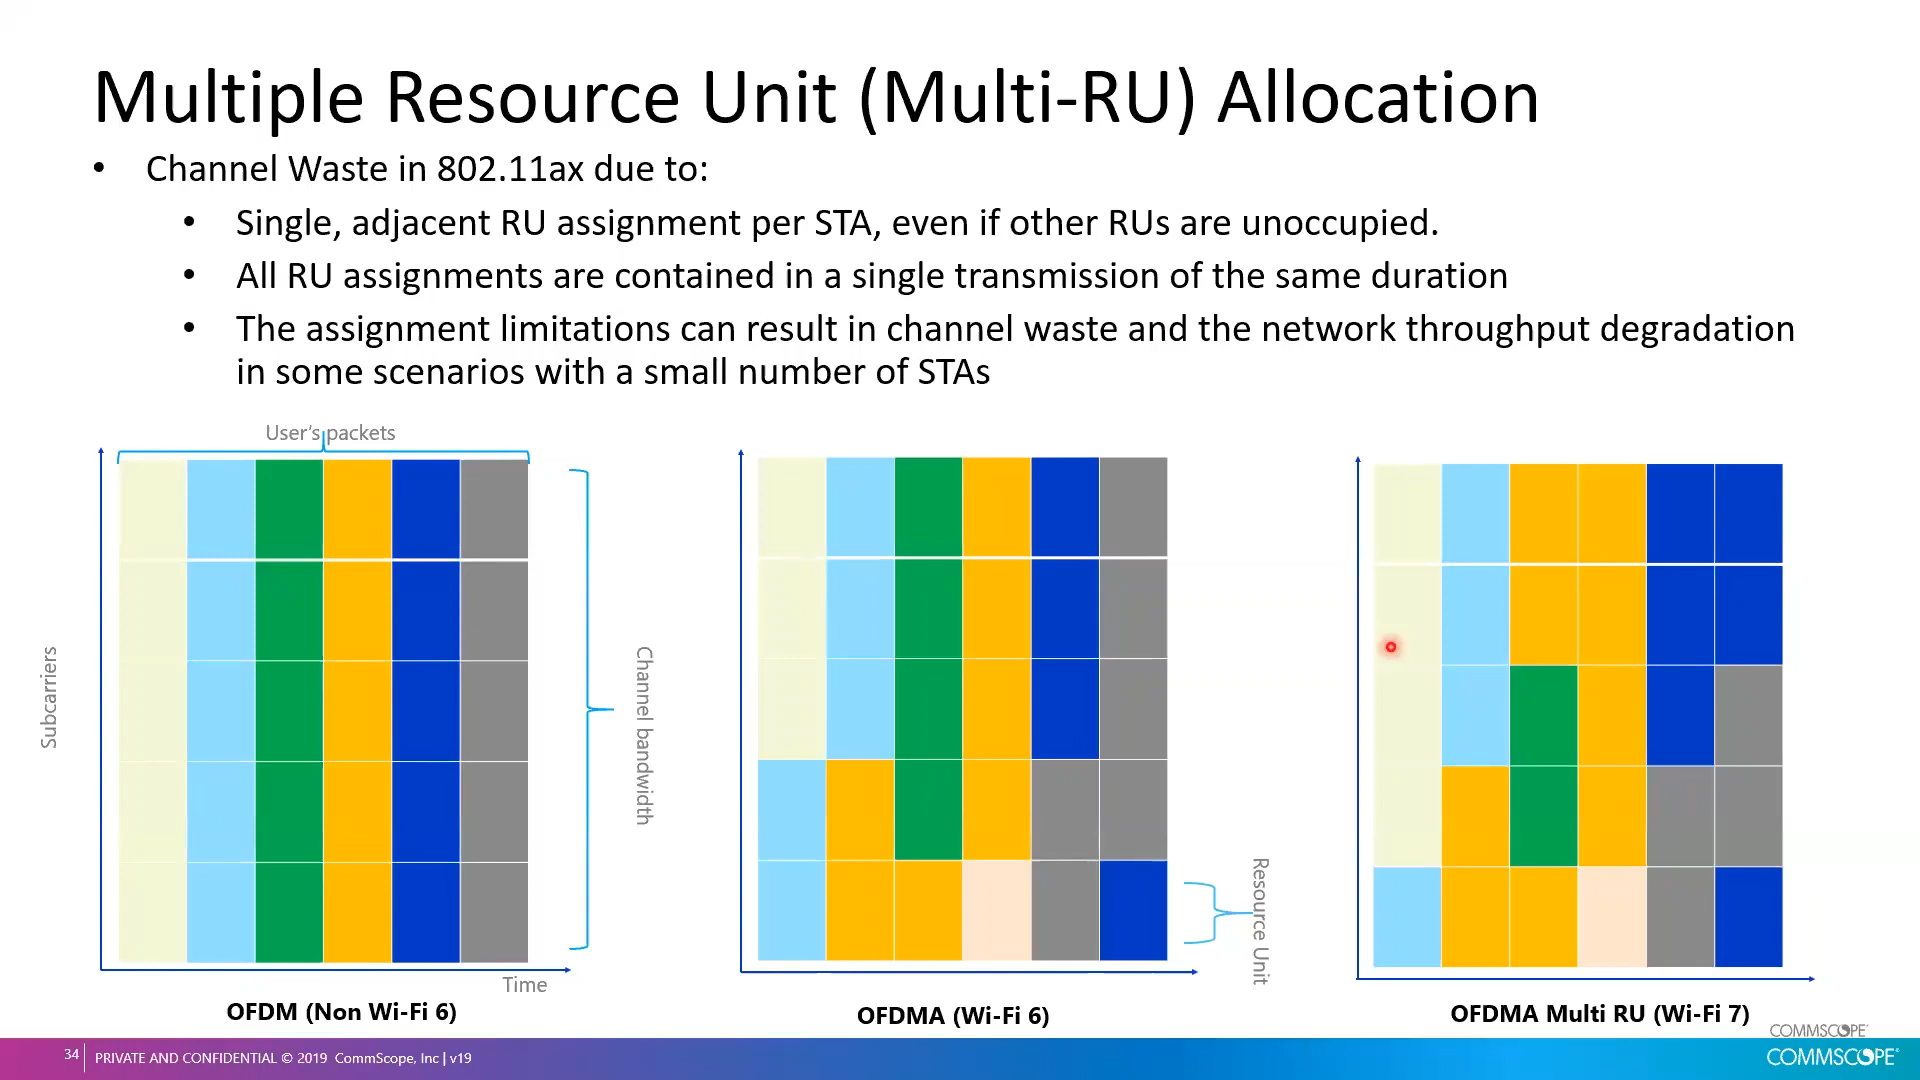 Multiple Resource Unit (Multi-RU) Allocation
• Channel Waste in 802.11ax due to:
• Single, adjacent RU assignment per STA, even if other RUs are unoccupied.
• All RU assignments are contained in a single transmission of the same duration
• The assignment limitations can result in channel waste and the network throughput degradation
in some scenarios with a small number of STAs
User's packets
Subcarriers
Channel bandwidth
Time
OFDM (Non Wi-Fi 6)
Resource Unit
OFDMA (Wi-Fi 6)
OFDMA Multi RU (Wi-Fi 7)
COMMSCOPE®
34 PRIVATE AND CONFIDENTIAL © 2019 CommScope, Inc | v19
COMMSCOPE®